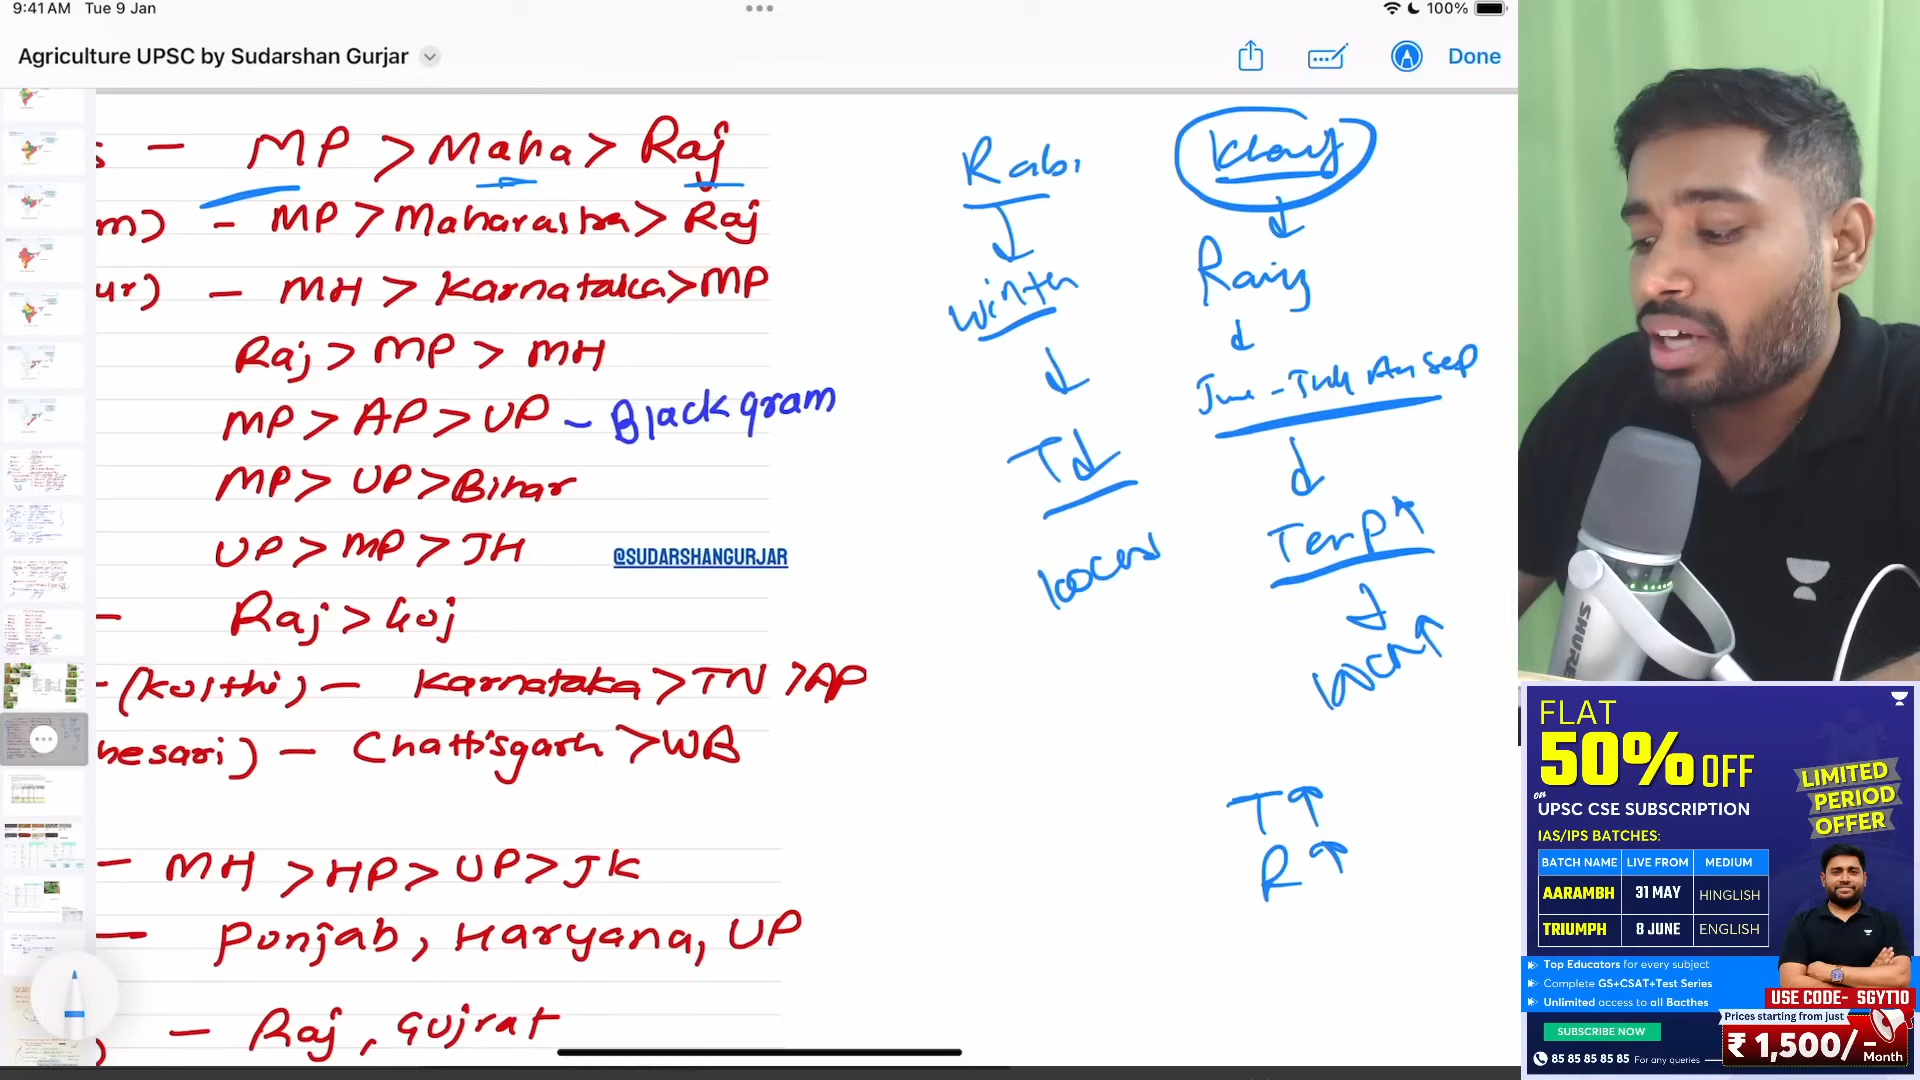 9:41 AM Tue 9 Jan
100%
Agriculture UPSC by Sudarshan Gurjar
Done
s - MP > Maha > Raj
m) - MP > Maharastra > Raj
ur) - MH > Karnataka > MP
Raj > MP > MH
MP > AP > UP - Black gram
MP > UP > Bihar
UP > MP > JH
@SUDARSHANGURJAR
- Raj > Guj
- (Kulthi) - Karnataka > TN > AP
hesari) - Chattisgarh > WB
- MH > HP > UP > JK
- Punjab, Haryana, UP
- Raj, Gujrat
)
Rabi
↓
Winter
↓
T↓
Kharif
↓
Rainy
↓
June - July Au Sep
↓
Temp ↑
↓
T ↑
R ↑
SHURE
FLAT
50% OFF
on
UPSC CSE SUBSCRIPTION
LIMITED
PERIOD
OFFER
IAS/IPS BATCHES:
BATCH NAME LIVE FROM MEDIUM
AARAMBH 31 MAY HINGLISH
TRIUMPH 8 JUNE ENGLISH
Top Educators for every subject
Complete GS+CSAT+Test Series
Unlimited access to all Bacthes
USE CODE- SGYT10
SUBSCRIBE NOW
Prices starting from just
₹ 1,500/- Month
85 85 85 85 85 For any queries